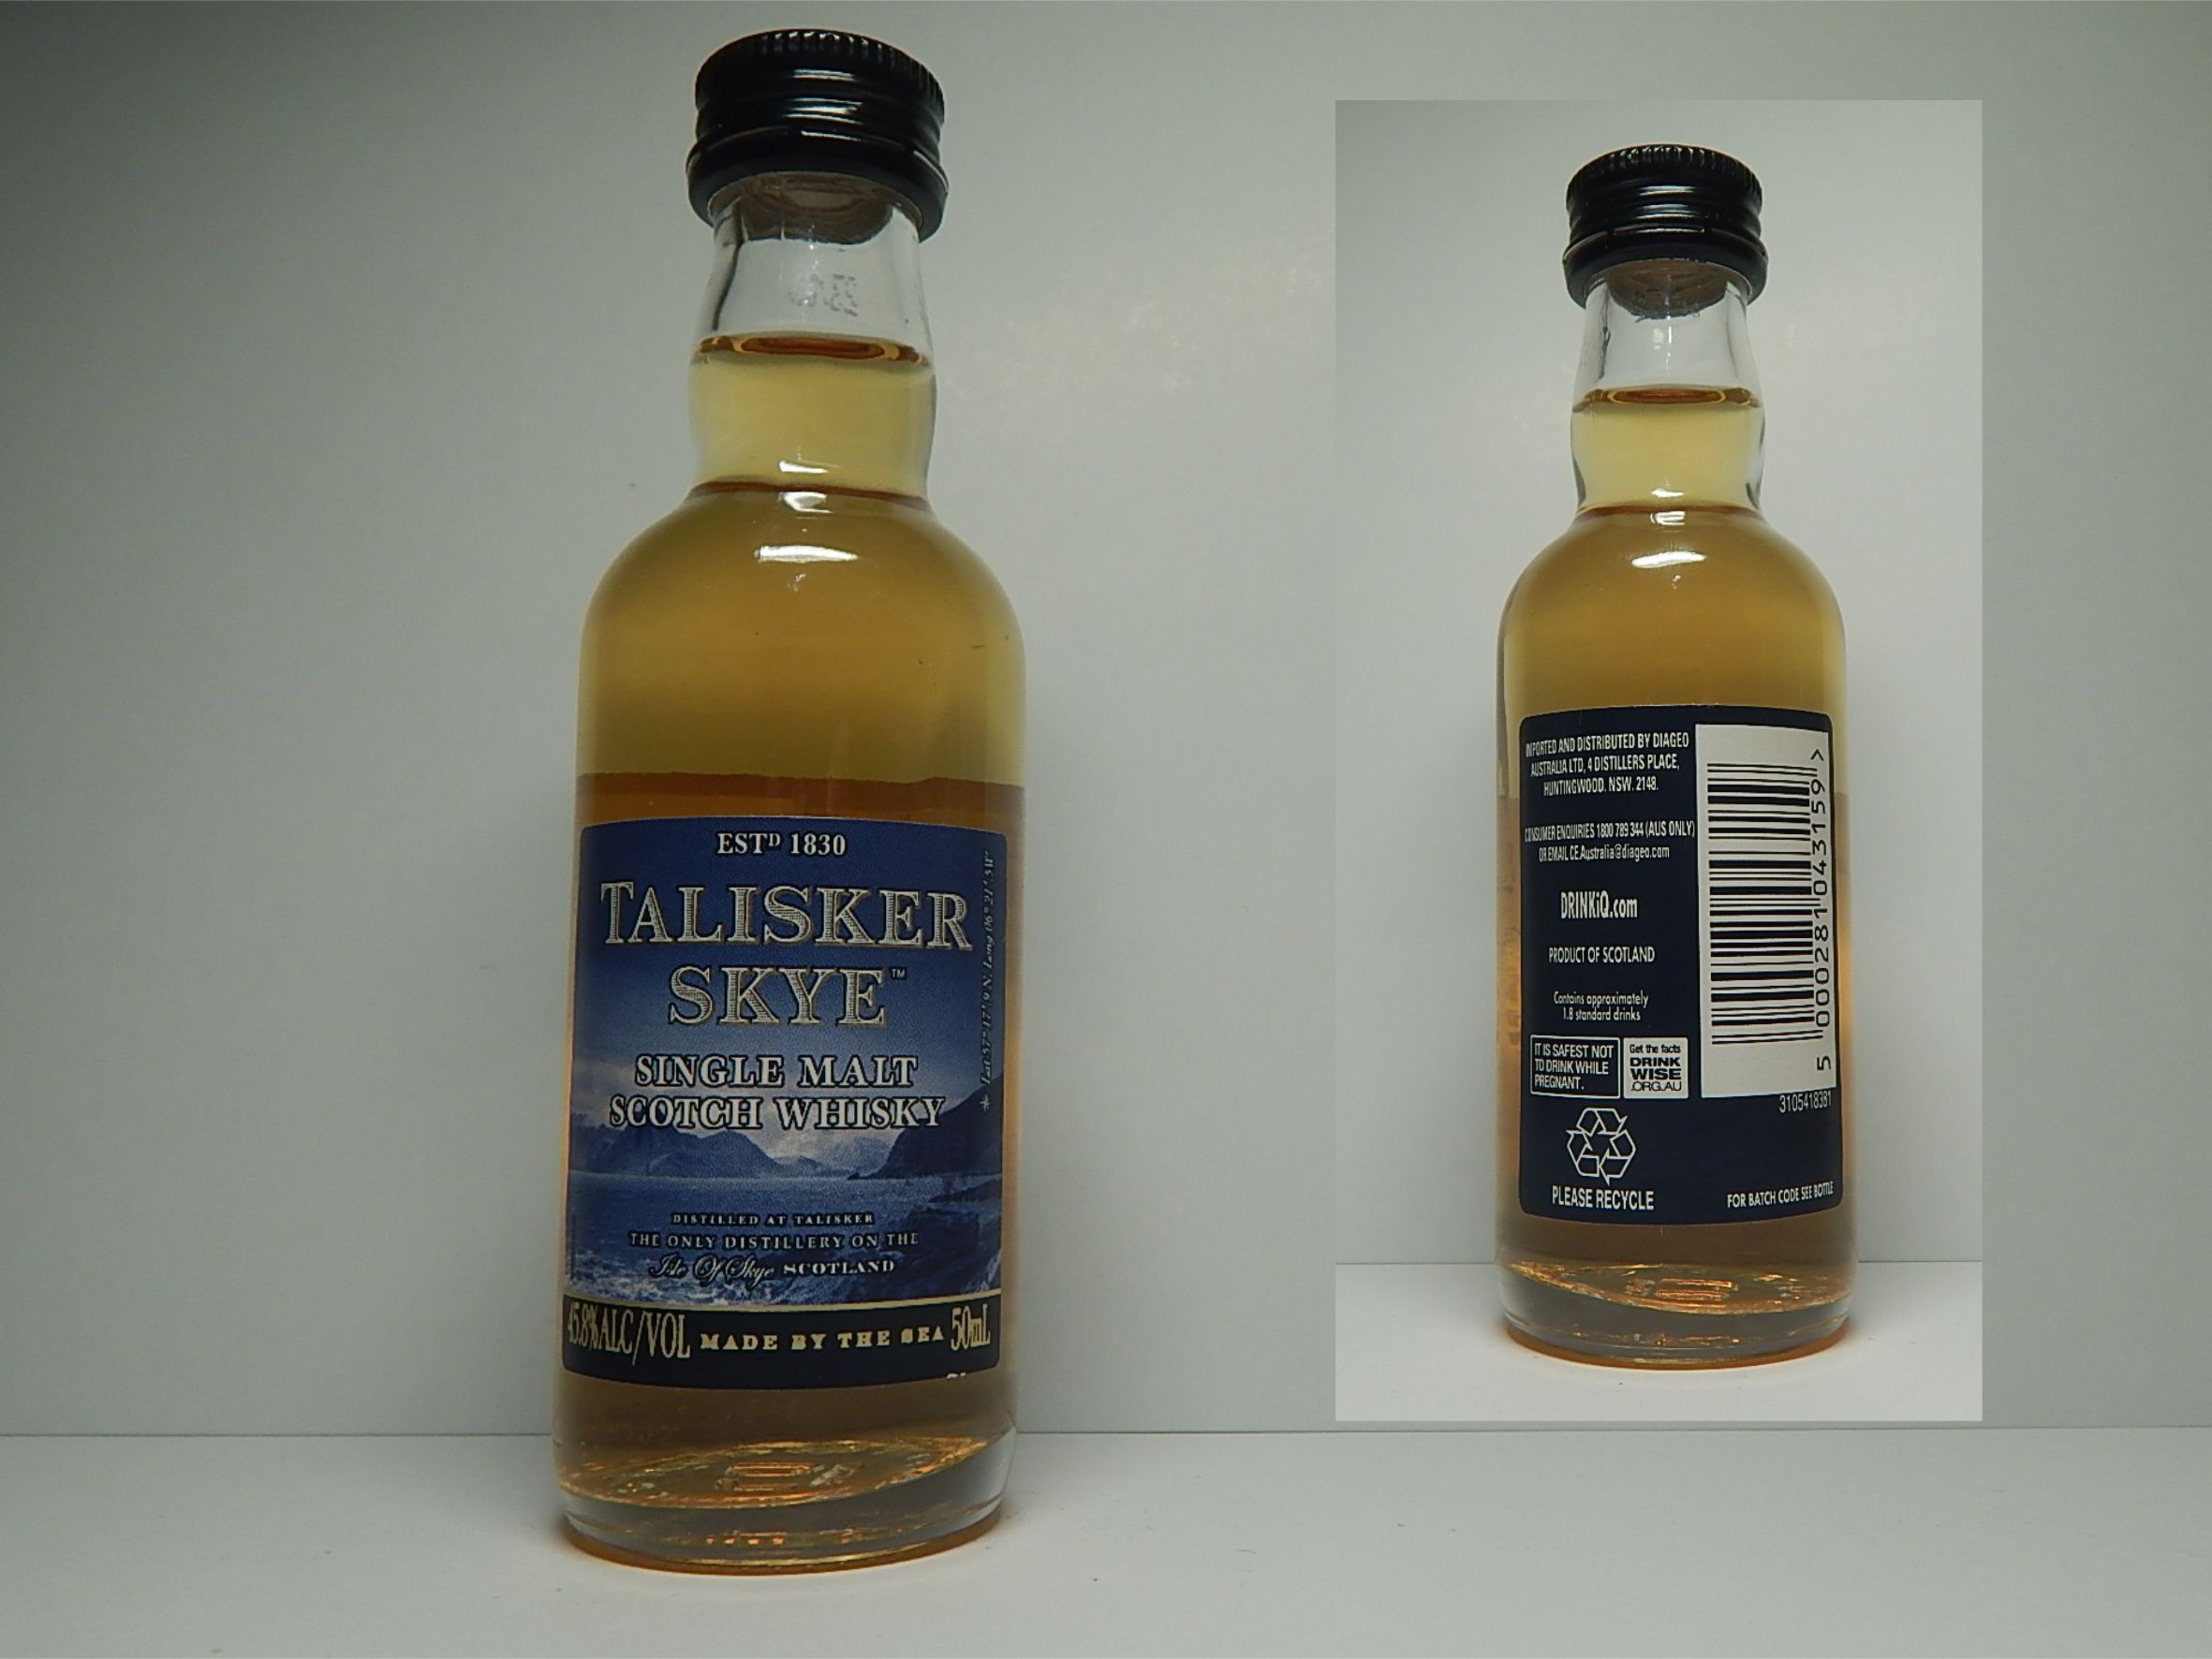 ESTᴰ 1830
TALISKER
SKYE™
SINGLE MALT
SCOTCH WHISKY
DISTILLED AT TALISKER
THE ONLY DISTILLERY ON THE
Isle Of Skye SCOTLAND
45.8%ALC/VOL MADE BY THE SEA 50mL
IMPORTED AND DISTRIBUTED BY DIAGEO
AUSTRALIA LTD, 4 DISTILLERS PLACE,
HUNTINGWOOD. NSW. 2148.
CONSUMER ENQUIRIES 1800 789 344 (AUS ONLY)
OR EMAIL CE.Australia@diageo.com
DRINKiQ.com
PRODUCT OF SCOTLAND
Contains approximately
1.8 standard drinks
IT IS SAFEST NOT
TO DRINK WHILE
PREGNANT.
Get the facts
DRINK
WISE
.ORG.AU
PLEASE RECYCLE
5 000281 043159 >
3105418381
FOR BATCH CODE SEE BOTTLE